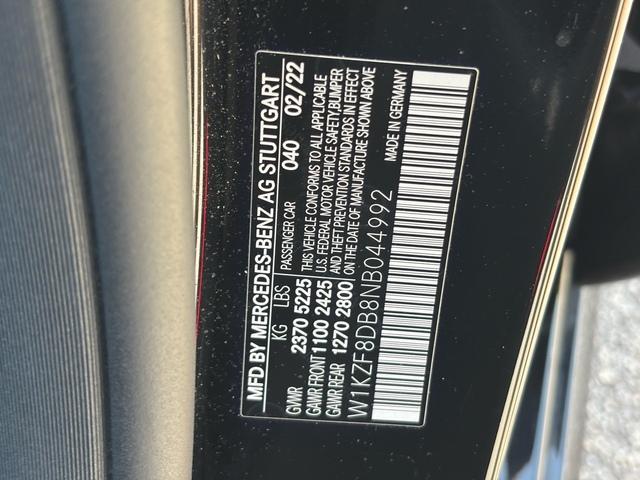 MFD BY MERCEDES-BENZ AG STUTTGART
KG LBS PASSENGER CAR 040 02/22
GVWR 2370 5225 THIS VEHICLE CONFORMS TO ALL APPLICABLE
GAWR FRONT 1100 2425 U.S. FEDERAL MOTOR VEHICLE SAFETY,BUMPER
GAWR REAR 1270 2800 AND THEFT PREVENTION STANDARDS IN EFFECT
ON THE DATE OF MANUFACTURE SHOWN ABOVE
W1KZF8DB8NB044992 MADE IN GERMANY